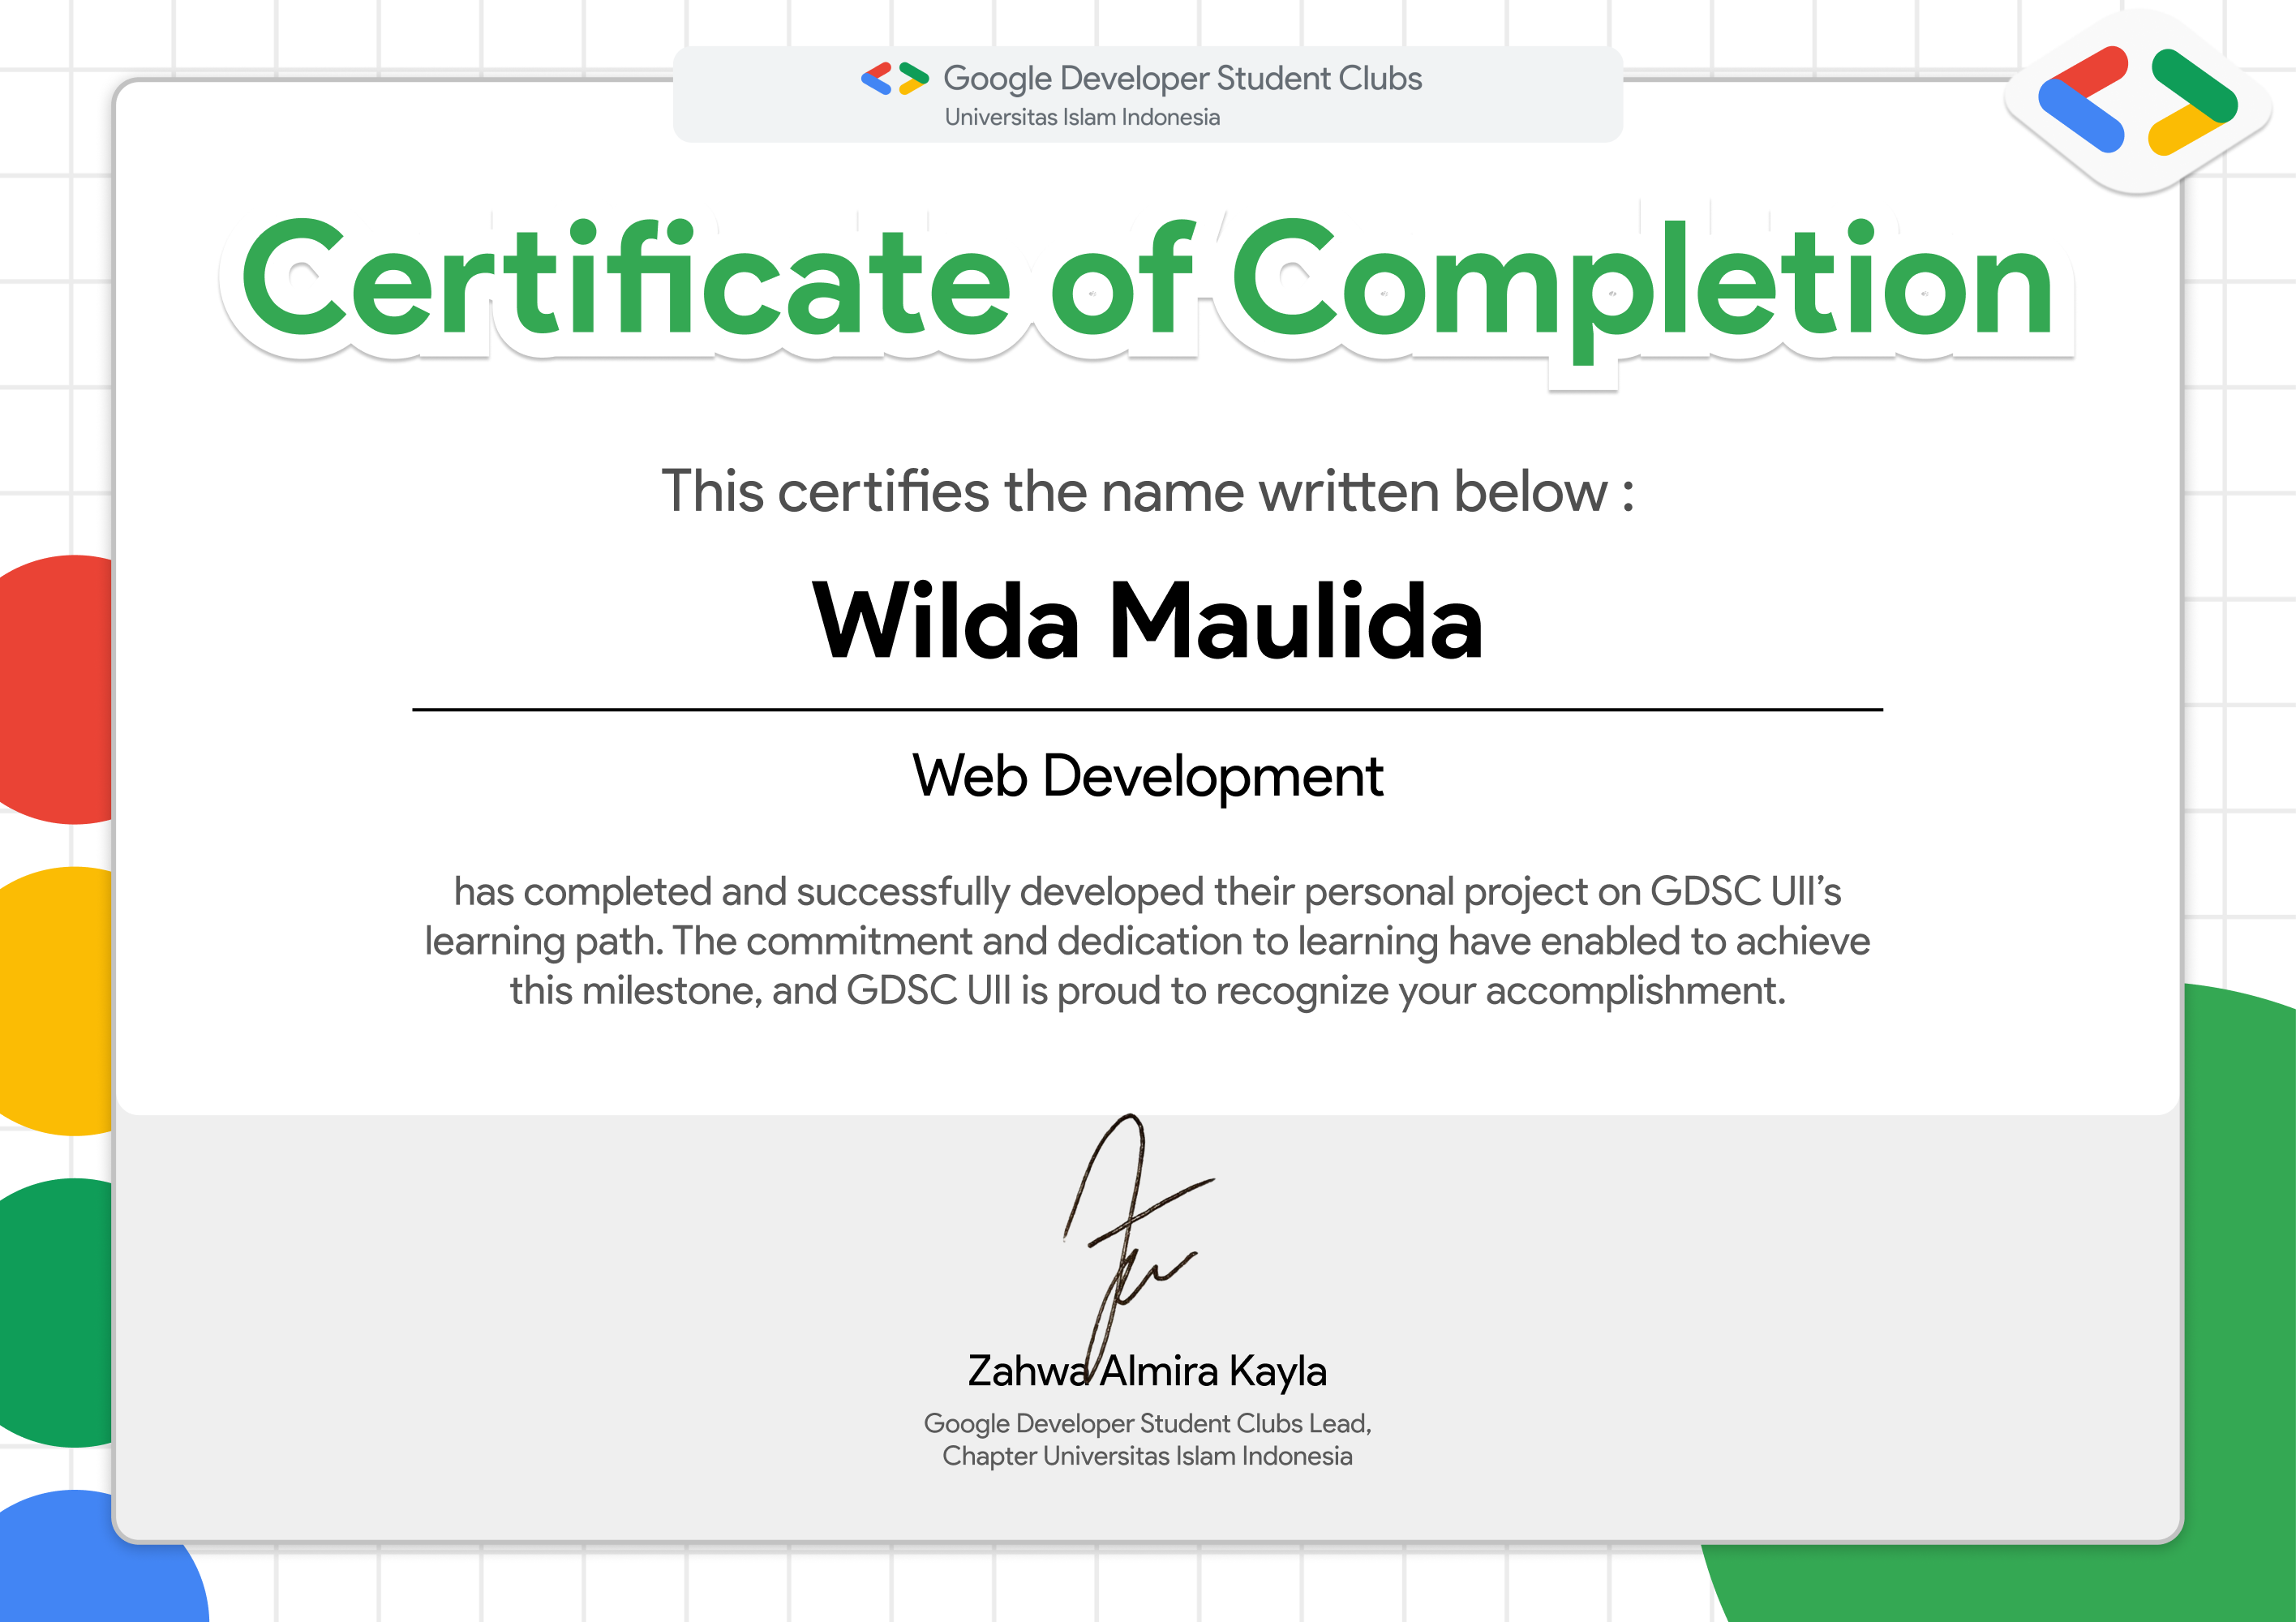 Google Developer Student Clubs
Universitas Islam Indonesia
Certificate of Completion
This certifies the name written below :
Wilda Maulida
Web Development
has completed and successfully developed their personal project on GDSC UII's
learning path. The commitment and dedication to learning have enabled to achieve
this milestone, and GDSC UII is proud to recognize your accomplishment.
Zahwa Almira Kayla
Google Developer Student Clubs Lead,
Chapter Universitas Islam Indonesia